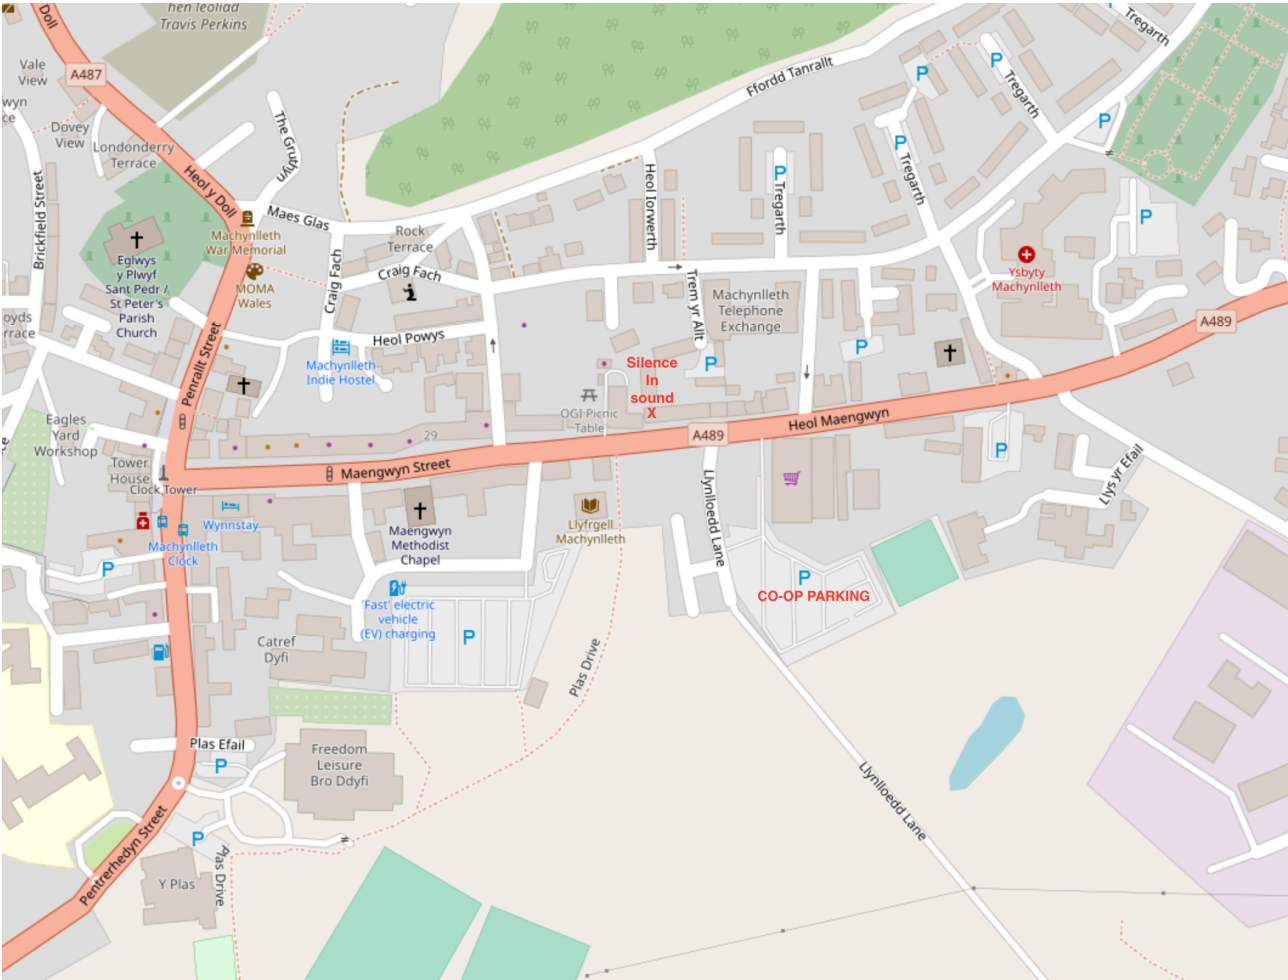 hen leoliad
Travis Perkins
Doll
A487
Vale
View
Dovey
View
Londonderry
Terrace
The Gruthyn
Heol y Doll
Brickfield Street
Maes Glas
Machynlleth
War Memorial
MOMA
Wales
Eglwys
y Plwyf
Sant Pedr /
St Peter's
Parish
Church
Rock
Terrace
Craig Fach
Craig Fach
Heol Powys
Machynlleth
Indie Hostel
Penrallt Street
Ffordd Tanrallt
Heol Iorwerth
Tregarth
Tregarth
Tregarth
Tregarth
P
P
P
P
P
P
Trem yr Allt
Machynlleth
Telephone
Exchange
Ysbyty
Machynlleth
A489
P
P
Silence
In
sound
X
OGI Picnic
Table
29
Eagles
Yard
Workshop
Tower
House
Clock Tower
Maengwyn Street
A489
Heol Maengwyn
P
Llys yr Efail
Wynnstay
Machynlleth
Clock
Maengwyn
Methodist
Chapel
Llyfrgell
Machynlleth
Llynlloedd Lane
P
'Fast' electric
vehicle
(EV) charging
P
P
CO-OP PARKING
Catref
Dyfi
Plas Drive
Plas Efail
P
Freedom
Leisure
Bro Ddyfi
P
Llynlloedd Lane
Pentrerhedyn Street
Y Plas
Plas Drive